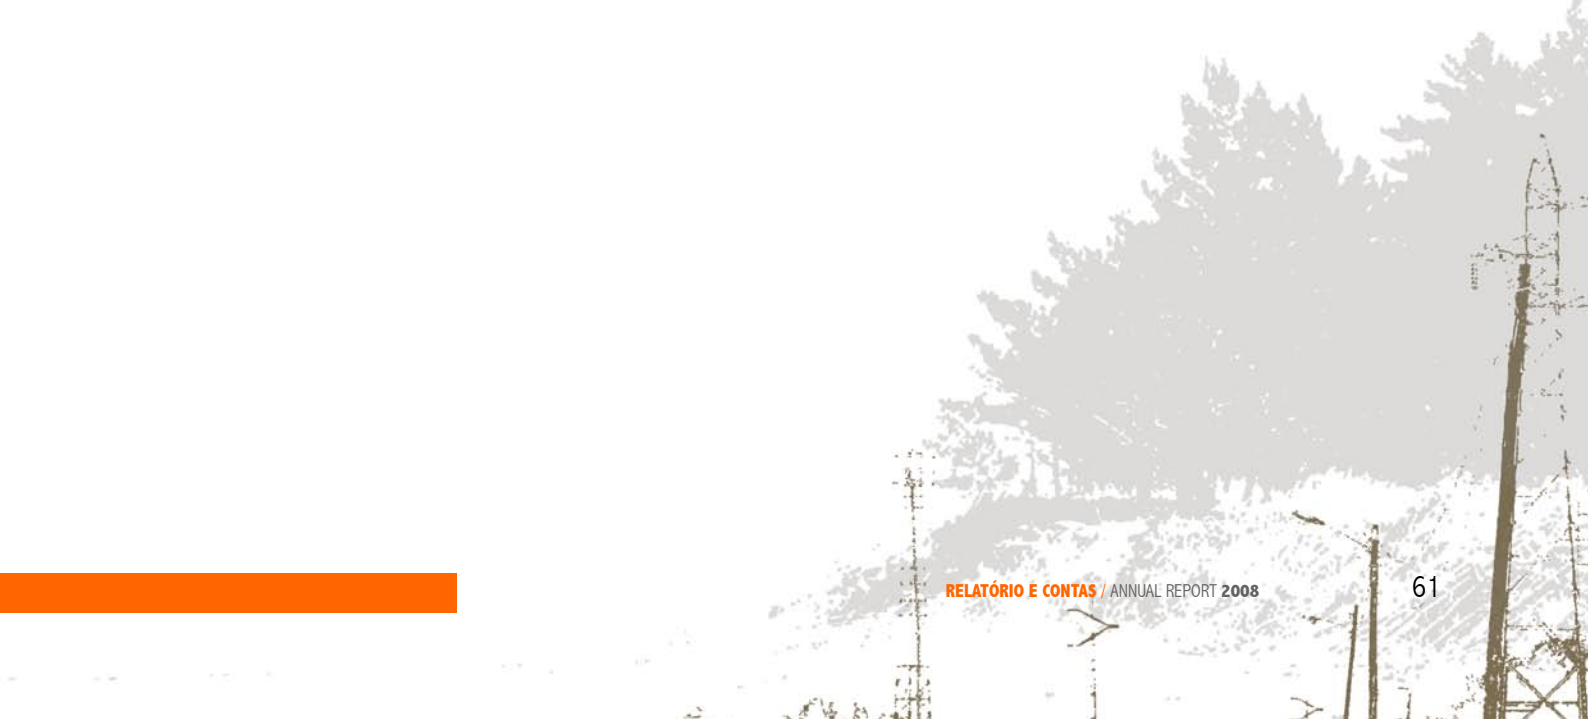 RELATÓRIO E CONTAS / ANNUAL REPORT 2008 61